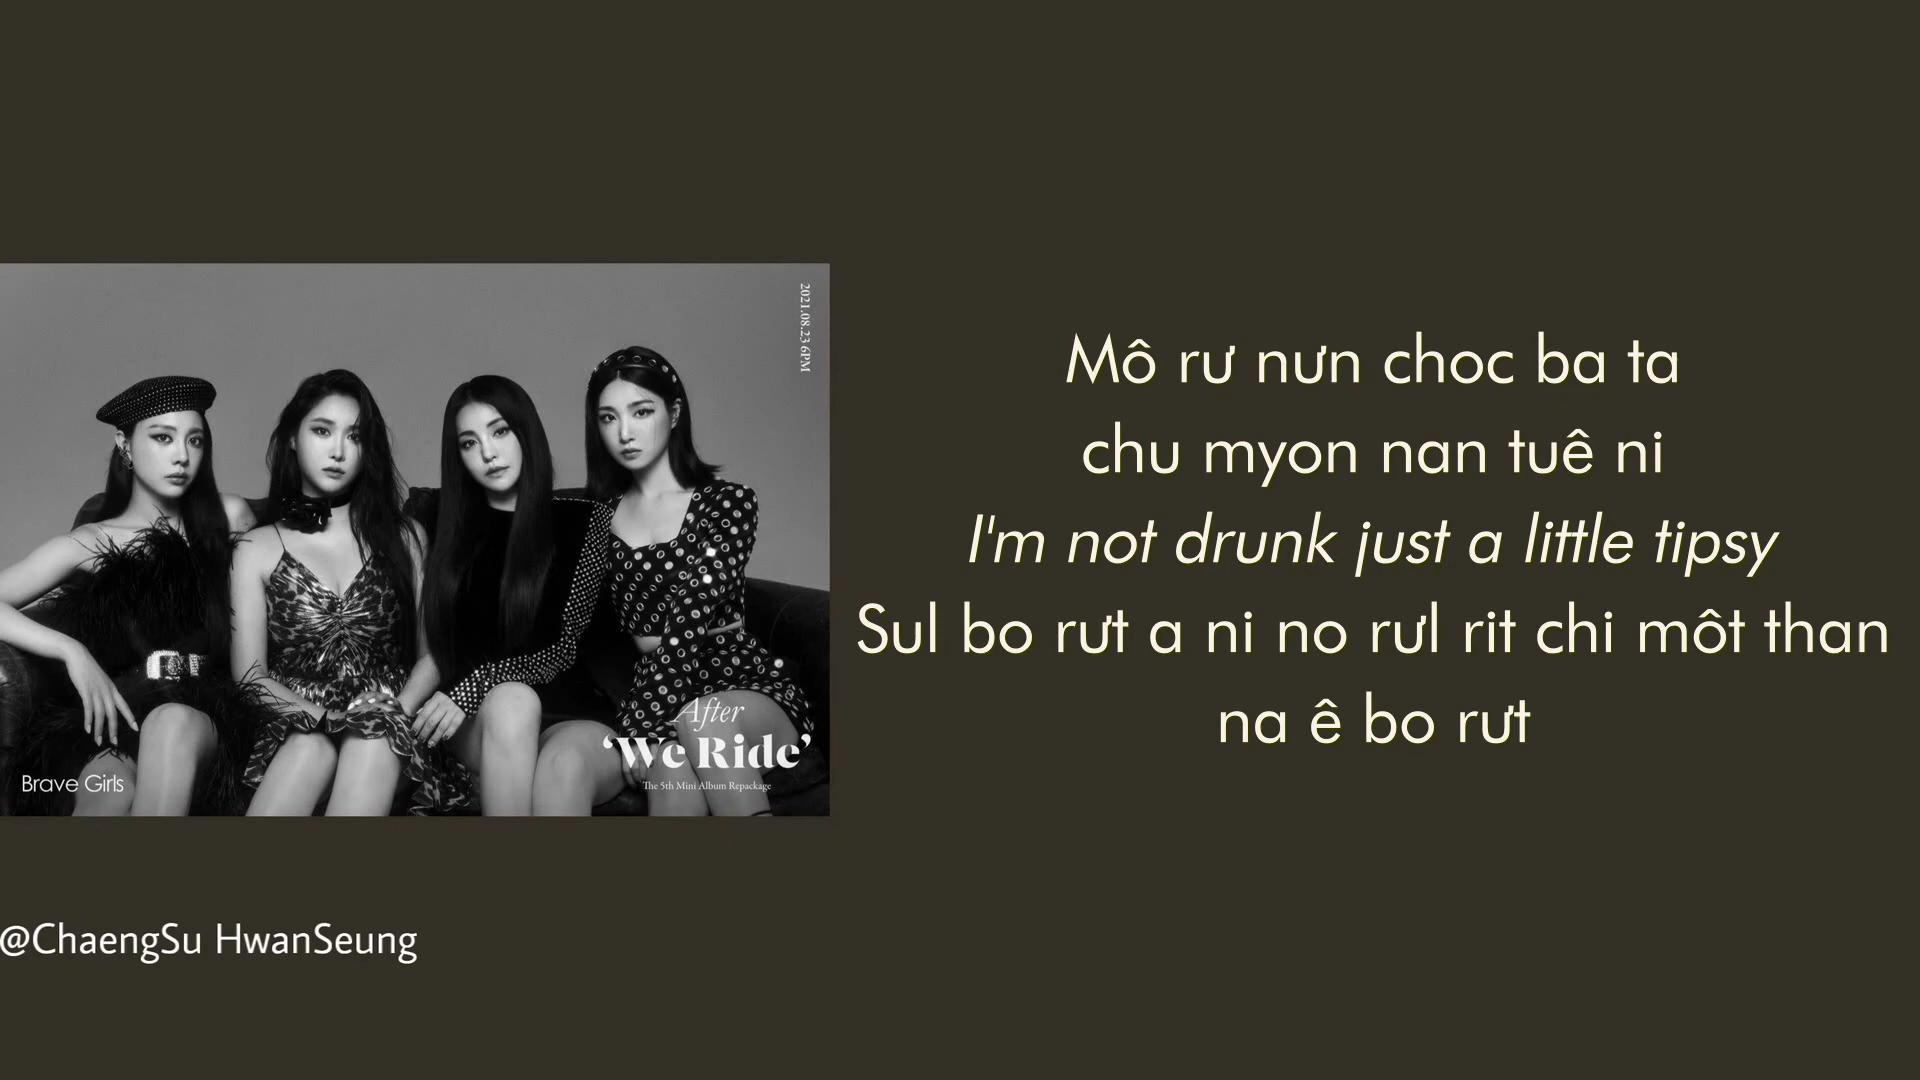 2021.08.23 6PM
After
‘We Ride’
The 5th Mini Album Repackage
Brave Girls
Mô rư nưn choc ba ta
chu myon nan tuê ni
I'm not drunk just a little tipsy
Sul bo rưt a ni no rưl rit chi môt than
na ê bo rưt
@ChaengSu HwanSeung